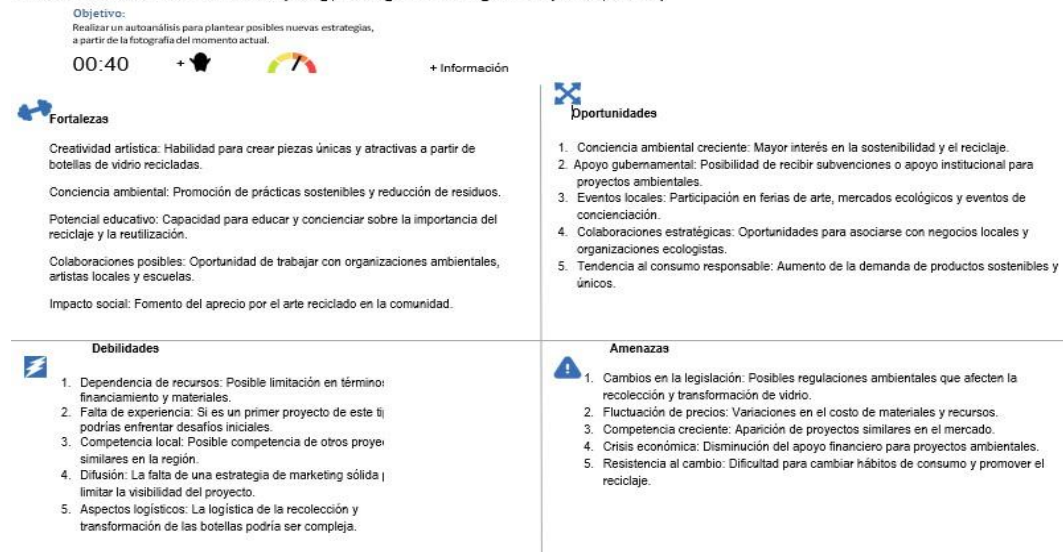 Objetivo:
Realizar un autoanálisis para plantear posibles nuevas estrategias,
a partir de la fotografía del momento actual.
00:40 +
+ Información
Fortalezas
Creatividad artística: Habilidad para crear piezas únicas y atractivas a partir de
botellas de vidrio recicladas.
Conciencia ambiental: Promoción de prácticas sostenibles y reducción de residuos.
Potencial educativo: Capacidad para educar y concienciar sobre la importancia del
reciclaje y la reutilización.
Colaboraciones posibles: Oportunidad de trabajar con organizaciones ambientales,
artistas locales y escuelas.
Impacto social: Fomento del aprecio por el arte reciclado en la comunidad.
Oportunidades
1. Conciencia ambiental creciente: Mayor interés en la sostenibilidad y el reciclaje.
2. Apoyo gubernamental: Posibilidad de recibir subvenciones o apoyo institucional para
proyectos ambientales.
3. Eventos locales: Participación en ferias de arte, mercados ecológicos y eventos de
concienciación.
4. Colaboraciones estratégicas: Oportunidades para asociarse con negocios locales y
organizaciones ecologistas.
5. Tendencia al consumo responsable: Aumento de la demanda de productos sostenibles y
únicos.
Debilidades
1. Dependencia de recursos: Posible limitación en
financiamiento y materiales.
2. Falta de experiencia: Si es un primer proyecto de este
podrías enfrentar desafíos iniciales.
3. Competencia local: Posible competencia de otros
similares en la región.
4. Difusión: La falta de una estrategia de marketing sólida
limitar la visibilidad del proyecto.
5. Aspectos logísticos: La logística de la recolección y
transformación de las botellas podría ser compleja.
Amenazas
1. Cambios en la legislación: Posibles regulaciones ambientales que afecten la
recolección y transformación de vidrio.
2. Fluctuación de precios: Variaciones en el costo de materiales y recursos.
3. Competencia creciente: Aparición de proyectos similares en el mercado.
4. Crisis económica: Disminución del apoyo financiero para proyectos ambientales.
5. Resistencia al cambio: Dificultad para cambiar hábitos de consumo y promover el
reciclaje.